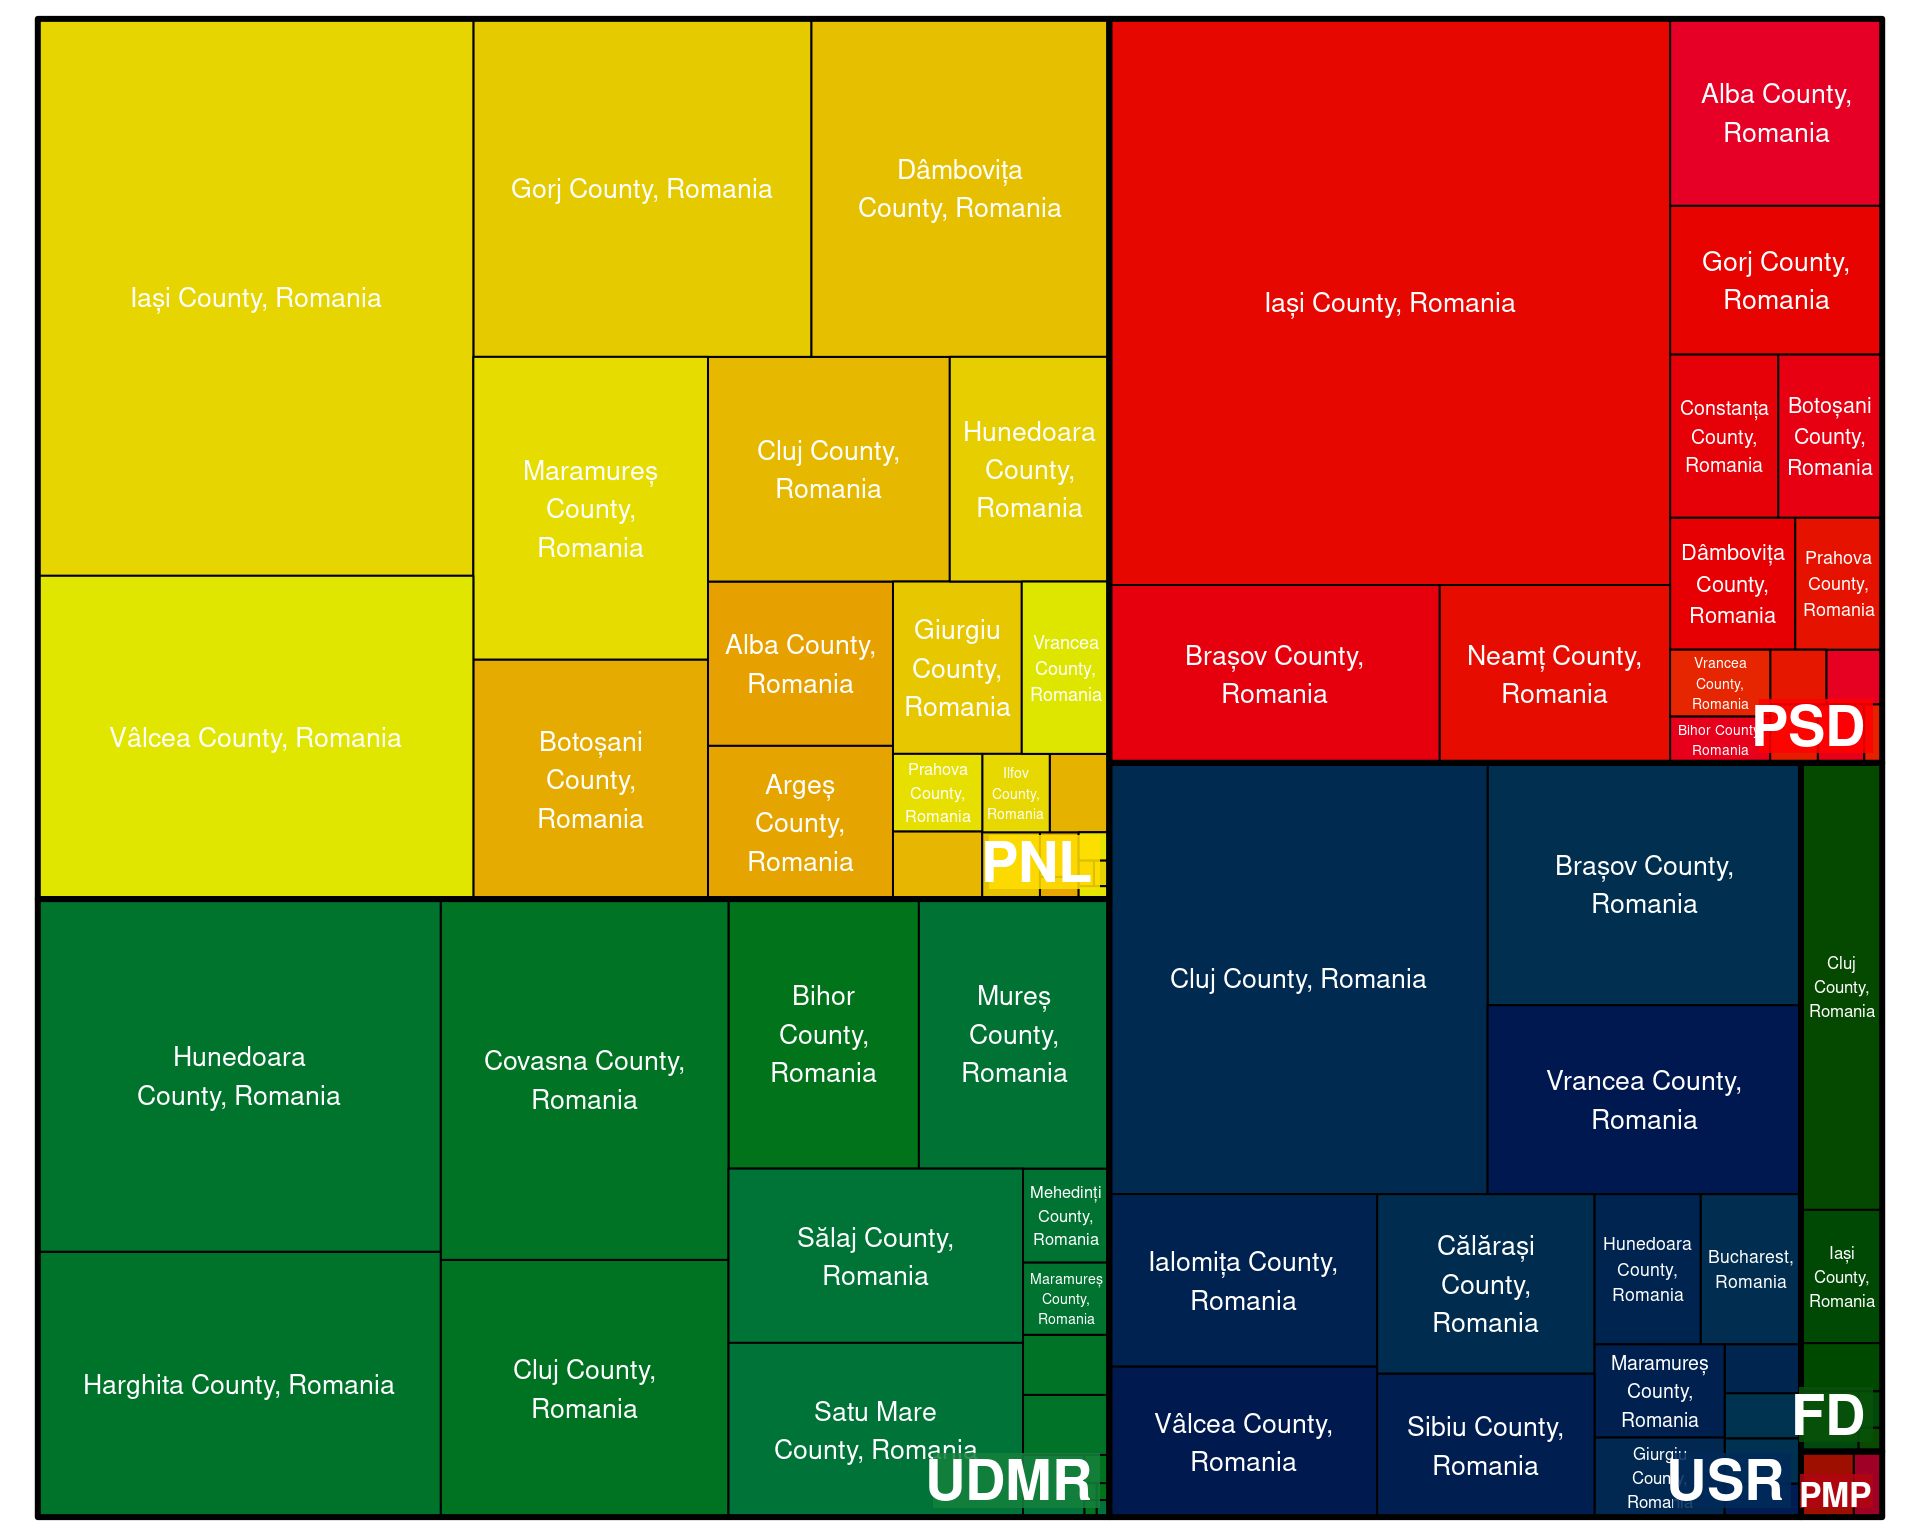 Iași County, Romania
Gorj County, Romania
Dâmbovița
County, Romania
Maramureș
County,
Romania
Cluj County,
Romania
Hunedoara
County,
Romania
Vâlcea County, Romania
Botoșani
County,
Romania
Alba County,
Romania
Giurgiu
County,
Romania
Vrancea
County,
Romania
Argeș
County,
Romania
Prahova
County,
Romania
Ilfov
County,
Romania
PNL
Iași County, Romania
Alba County,
Romania
Gorj County,
Romania
Constanța
County,
Romania
Botoșani
County,
Romania
Dâmbovița
County,
Romania
Prahova
County,
Romania
Brașov County,
Romania
Neamț County,
Romania
Vrancea
County,
Romania
Bihor County,
Romania
PSD
Hunedoara
County, Romania
Covasna County,
Romania
Bihor
County,
Romania
Mureș
County,
Romania
Harghita County, Romania
Cluj County,
Romania
Sălaj County,
Romania
Mehedinți
County,
Romania
Maramureș
County,
Romania
Satu Mare
County, Romania
UDMR
Cluj County, Romania
Brașov County,
Romania
Vrancea County,
Romania
Ialomița County,
Romania
Călărași
County,
Romania
Hunedoara
County,
Romania
Bucharest,
Romania
Vâlcea County,
Romania
Sibiu County,
Romania
Maramureș
County,
Romania
Giurgiu
County,
Romania
USR
Cluj
County,
Romania
Iași
County,
Romania
FD
PMP